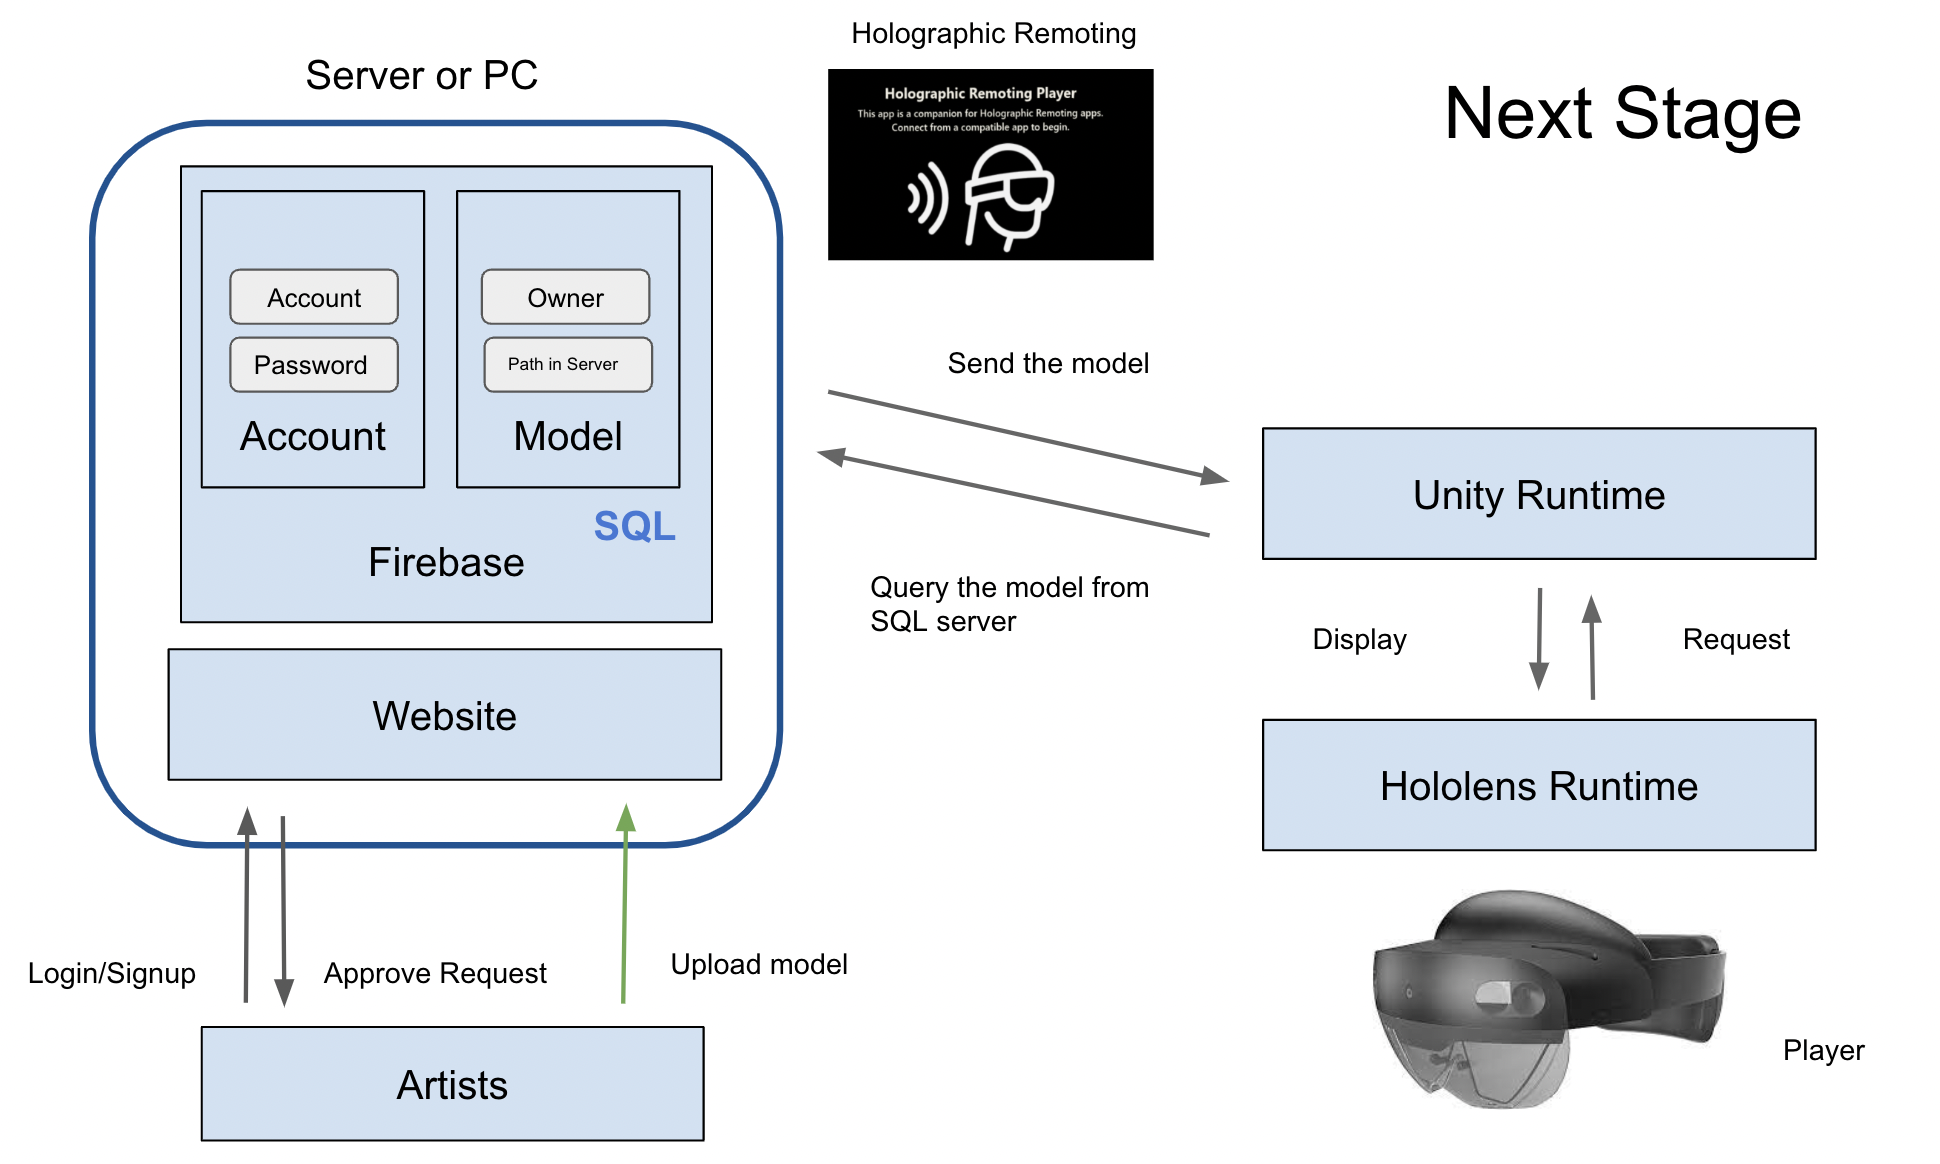 Holographic Remoting
Server or PC
Next Stage
Holographic Remoting Player
This app is a companion for Holographic Remoting apps.
Connect from a compatible app to begin.
Account
Owner
Password
Path in Server
Account
Model
SQL
Firebase
Website
Send the model
Query the model from
SQL server
Unity Runtime
Display
Request
Hololens Runtime
Login/Signup
Approve Request
Upload model
Artists
Player